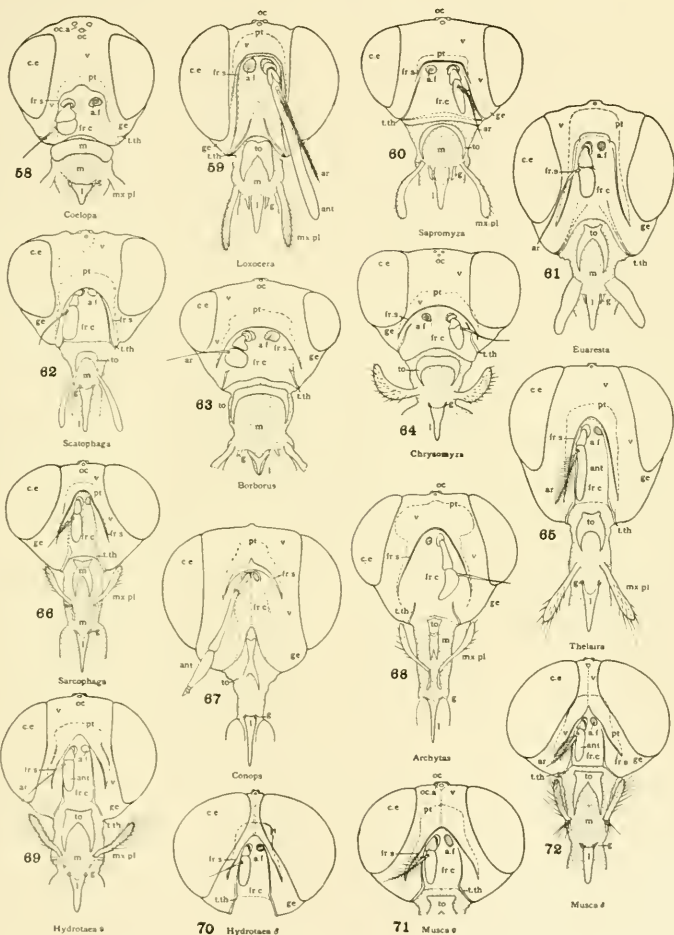 oc
oc.a
oc
v
c.e
pt
fr s
v
a.f
fr c
ge
t.th
m
m
g
l
58
Coelopa
oc
pt
v
c.e
fr s
a f
ge
t.th
to
m
g
l
ar
ant
mx pl
59
Loxocera
oc
pt
v
c.e
fr s
a f
fr.c
ge
ar
t.th
to
m
g
l
mx pl
60
Sapromyza
v
pt
c.e
a.f
fr.s
fr c
ge
ar
to
t.th
m
l
g
61
Euaresta
c.e
v
pt
a f
ge
fr.s
fr c
t.th
to
m
g
l
62
Scatophaga
c.e
v
pt
v
a f
fr s
ar
fr.c
ge
t.th
to
m
g
l
63
Borborus
oc
c.e
v
pt
fr.s
a f
ge
fr c
t.th
to
m
g
l
64
Chrysomyza
c.e
pt
fr s
a f
v
ant
ar
fr c
ge
t.th
to
m
mx pl
g
l
65
Thelaira
oc
c.e
v
pt
ge
fr s
fr.c
t.th
m
mx pl
m
g
l
66
Sarcophaga
pt
v
c.e
fr s
fr c
v
ge
ant
to
g
l
67
Conops
oc
pt
v
c.e
fr s
v
fr c
t.th
ge
to
m
mx pl
g
l
68
Archytas
oc
c.e
pt
a f
fr s
v
ar
ant
fr.c
ge
to
t.th
m
mx pl
g
l
69
Hydrotaea ♀
c.e
pt
fr s
a.f
fr c
t.th
ge
70
Hydrotaea ♂
oc
oc.a
v
c.e
pt
fr s
a.f
fr c
t.th
ge
to
71
Musca ♀
v
c.e
a.f
pt
ant
ar
fr.c
fr s
ge
t.th
to
m
g
l
72
Musca ♂